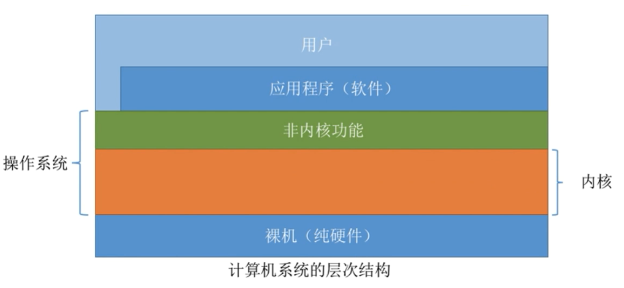 用户
应用程序（软件）
非内核功能
操作系统
内核
裸机（纯硬件）
计算机系统的层次结构